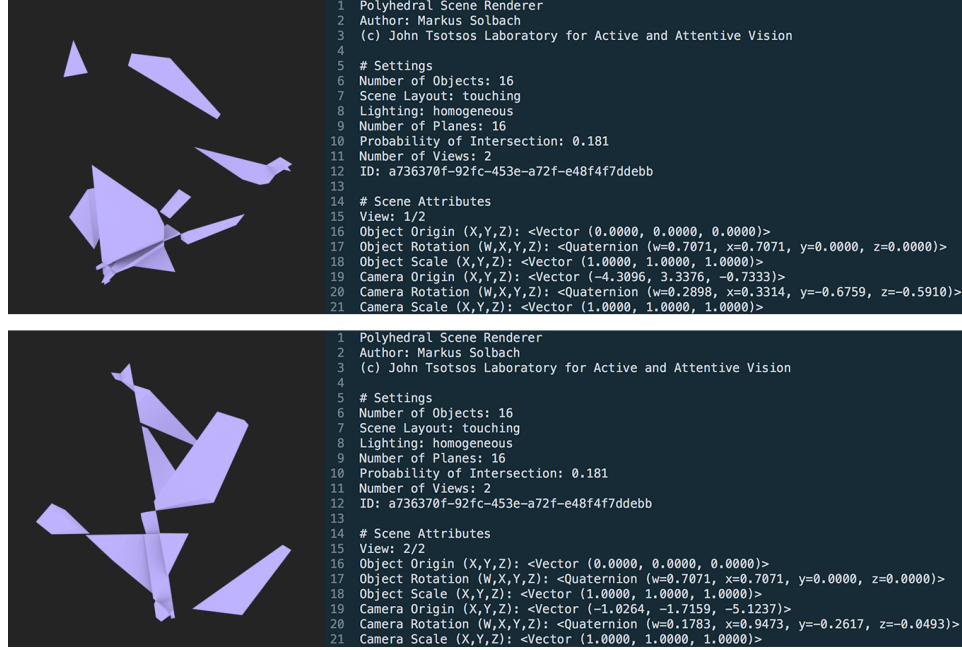 1 Polyhedral Scene Renderer
2 Author: Markus Solbach
3 (c) John Tsotsos Laboratory for Active and Attentive Vision
4
5 # Settings
6 Number of Objects: 16
7 Scene Layout: touching
8 Lighting: homogeneous
9 Number of Planes: 16
10 Probability of Intersection: 0.181
11 Number of Views: 2
12 ID: a736370f-92fc-453e-a72f-e48f4f7ddebb
13
14 # Scene Attributes
15 View: 1/2
16 Object Origin (X,Y,Z): <Vector (0.0000, 0.0000, 0.0000)>
17 Object Rotation (W,X,Y,Z): <Quaternion (w=0.7071, x=0.7071, y=0.0000, z=0.0000)>
18 Object Scale (X,Y,Z): <Vector (1.0000, 1.0000, 1.0000)>
19 Camera Origin (X,Y,Z): <Vector (-4.3096, 3.3376, -0.7333)>
20 Camera Rotation (W,X,Y,Z): <Quaternion (w=0.2898, x=0.3314, y=-0.6759, z=-0.5910)>
21 Camera Scale (X,Y,Z): <Vector (1.0000, 1.0000, 1.0000)>
1 Polyhedral Scene Renderer
2 Author: Markus Solbach
3 (c) John Tsotsos Laboratory for Active and Attentive Vision
4
5 # Settings
6 Number of Objects: 16
7 Scene Layout: touching
8 Lighting: homogeneous
9 Number of Planes: 16
10 Probability of Intersection: 0.181
11 Number of Views: 2
12 ID: a736370f-92fc-453e-a72f-e48f4f7ddebb
13
14 # Scene Attributes
15 View: 2/2
16 Object Origin (X,Y,Z): <Vector (0.0000, 0.0000, 0.0000)>
17 Object Rotation (W,X,Y,Z): <Quaternion (w=0.7071, x=0.7071, y=0.0000, z=0.0000)>
18 Object Scale (X,Y,Z): <Vector (1.0000, 1.0000, 1.0000)>
19 Camera Origin (X,Y,Z): <Vector (-1.0264, -1.7159, -5.1237)>
20 Camera Rotation (W,X,Y,Z): <Quaternion (w=0.1783, x=0.9473, y=-0.2617, z=-0.0493)>
21 Camera Scale (X,Y,Z): <Vector (1.0000, 1.0000, 1.0000)>